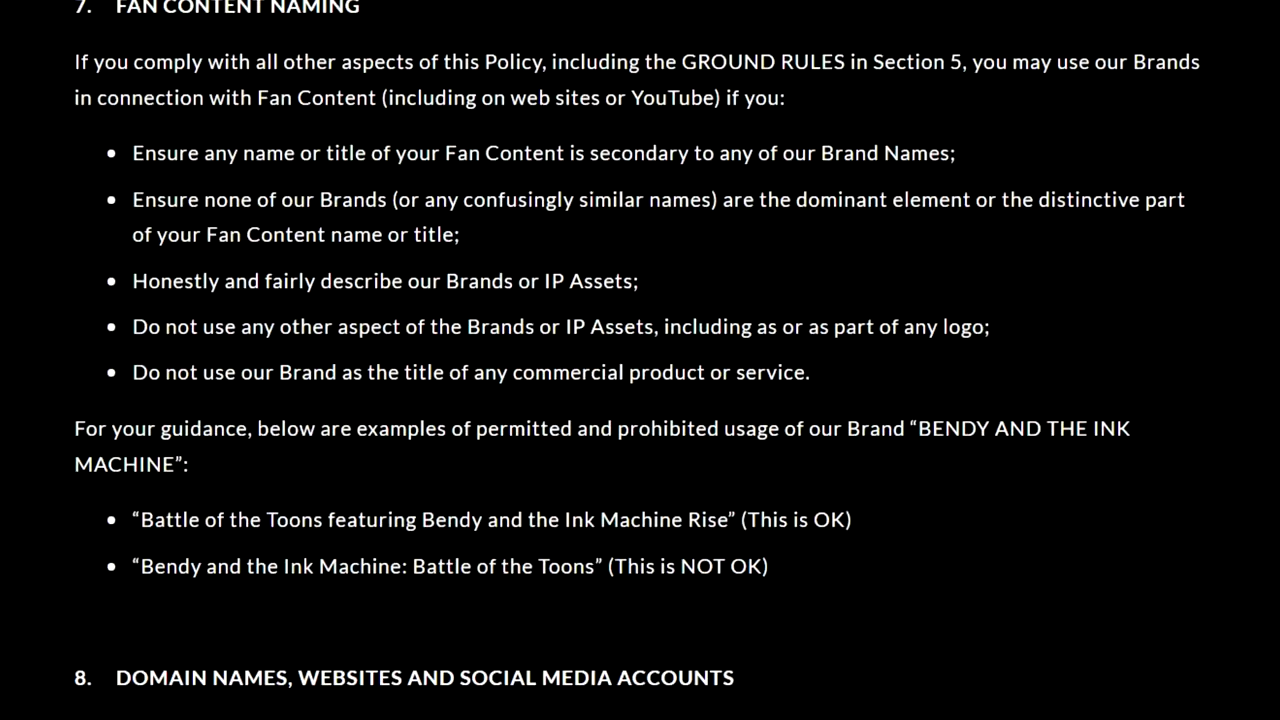 7. FAN CONTENT NAMING
If you comply with all other aspects of this Policy, including the GROUND RULES in Section 5, you may use our Brands
in connection with Fan Content (including on web sites or YouTube) if you:
• Ensure any name or title of your Fan Content is secondary to any of our Brand Names;
• Ensure none of our Brands (or any confusingly similar names) are the dominant element or the distinctive part
of your Fan Content name or title;
• Honestly and fairly describe our Brands or IP Assets;
• Do not use any other aspect of the Brands or IP Assets, including as or as part of any logo;
• Do not use our Brand as the title of any commercial product or service.
For your guidance, below are examples of permitted and prohibited usage of our Brand “BENDY AND THE INK
MACHINE”:
• “Battle of the Toons featuring Bendy and the Ink Machine Rise” (This is OK)
• “Bendy and the Ink Machine: Battle of the Toons” (This is NOT OK)
8. DOMAIN NAMES, WEBSITES AND SOCIAL MEDIA ACCOUNTS